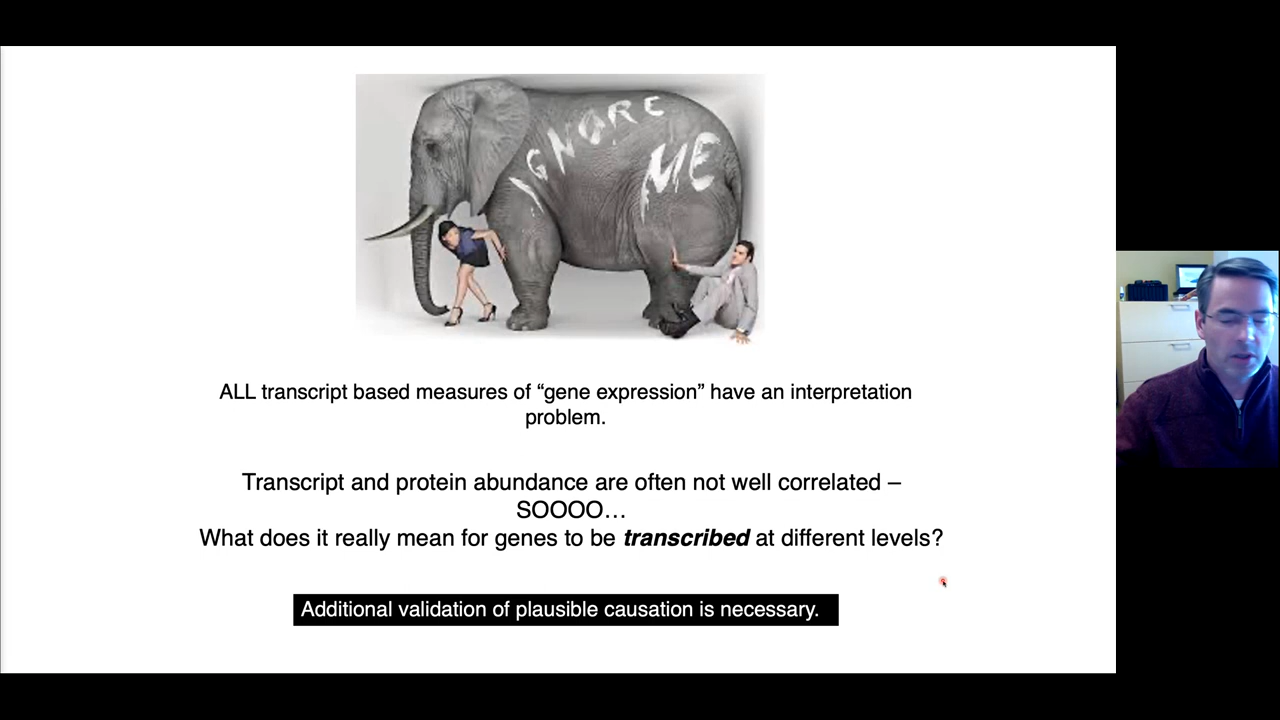 IGNORE
ME
ALL transcript based measures of “gene expression” have an interpretation
problem.
Transcript and protein abundance are often not well correlated –
SOOOO…
What does it really mean for genes to be transcribed at different levels?
Additional validation of plausible causation is necessary.